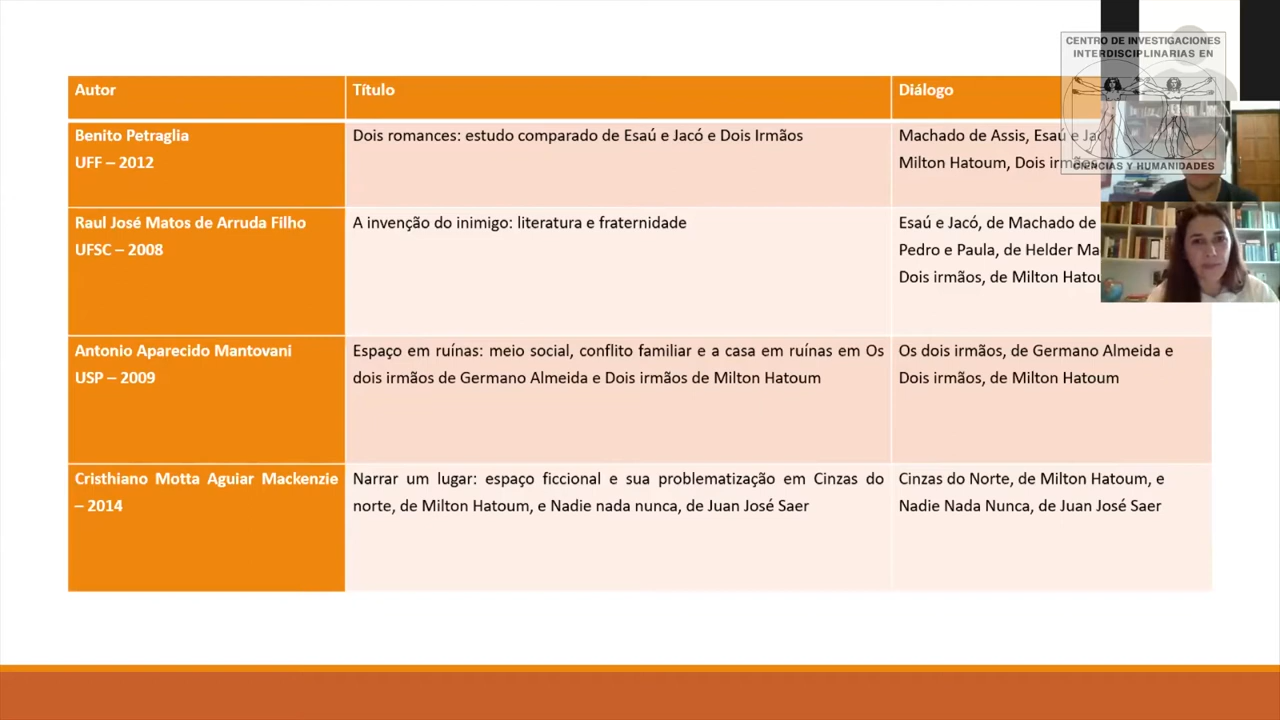 CENTRO DE INVESTIGACIONES
INTERDISCIPLINARIAS EN
CIENCIAS Y HUMANIDADES
Autor
Título
Diálogo
Benito Petraglia
UFF – 2012
Dois romances: estudo comparado de Esaú e Jacó e Dois Irmãos
Machado de Assis, Esaú e
Milton Hatoum, Dois irmãos
Raul José Matos de Arruda Filho
UFSC – 2008
A invenção do inimigo: literatura e fraternidade
Esaú e Jacó, de Machado de
Pedro e Paula, de Helder
Dois irmãos, de Milton
Antonio Aparecido Mantovani
USP – 2009
Espaço em ruínas: meio social, conflito familiar e a casa em ruínas em Os
dois irmãos de Germano Almeida e Dois irmãos de Milton Hatoum
Os dois irmãos, de Germano Almeida e
Dois irmãos, de Milton Hatoum
Cristhiano Motta Aguiar Mackenzie
– 2014
Narrar um lugar: espaço ficcional e sua problematização em Cinzas do
norte, de Milton Hatoum, e Nadie nada nunca, de Juan José Saer
Cinzas do Norte, de Milton Hatoum, e
Nadie Nada Nunca, de Juan José Saer